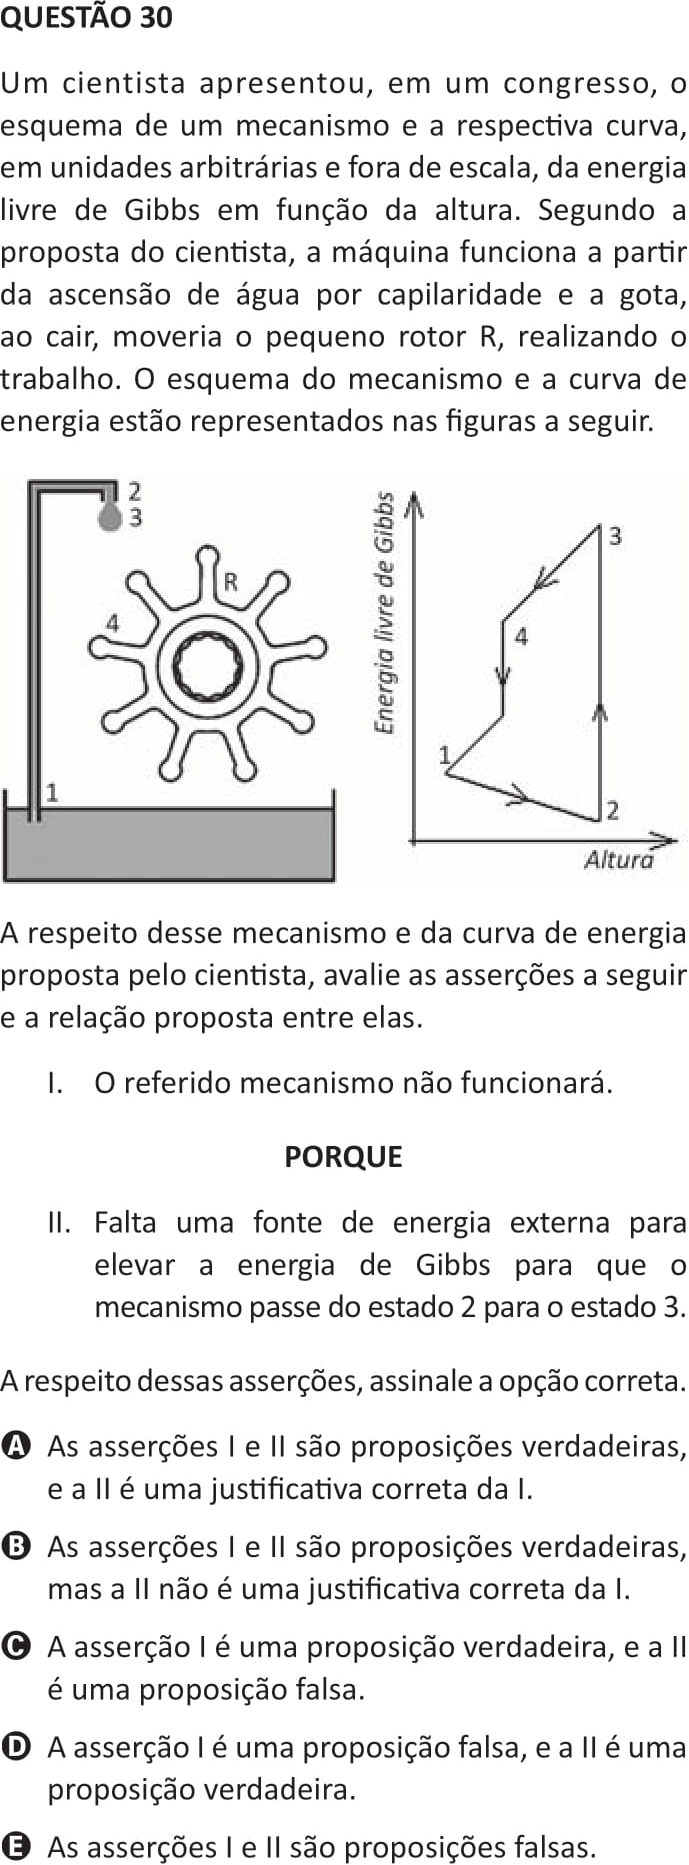 QUESTÃO 30
Um cientista apresentou, em um congresso, o
esquema de um mecanismo e a respectiva curva,
em unidades arbitrárias e fora de escala, da energia
livre de Gibbs em função da altura. Segundo a
proposta do cientista, a máquina funciona a partir
da ascensão de água por capilaridade e a gota,
ao cair, moveria o pequeno rotor R, realizando o
trabalho. O esquema do mecanismo e a curva de
energia estão representados nas figuras a seguir.
2
3
R
4
1
Energia livre de Gibbs
3
4
1
2
Altura
A respeito desse mecanismo e da curva de energia
proposta pelo cientista, avalie as asserções a seguir
e a relação proposta entre elas.
I. O referido mecanismo não funcionará.
PORQUE
II. Falta uma fonte de energia externa para
elevar a energia de Gibbs para que o
mecanismo passe do estado 2 para o estado 3.
A respeito dessas asserções, assinale a opção correta.
A As asserções I e II são proposições verdadeiras,
e a II é uma justificativa correta da I.
B As asserções I e II são proposições verdadeiras,
mas a II não é uma justificativa correta da I.
C A asserção I é uma proposição verdadeira, e a II
é uma proposição falsa.
D A asserção I é uma proposição falsa, e a II é uma
proposição verdadeira.
E As asserções I e II são proposições falsas.